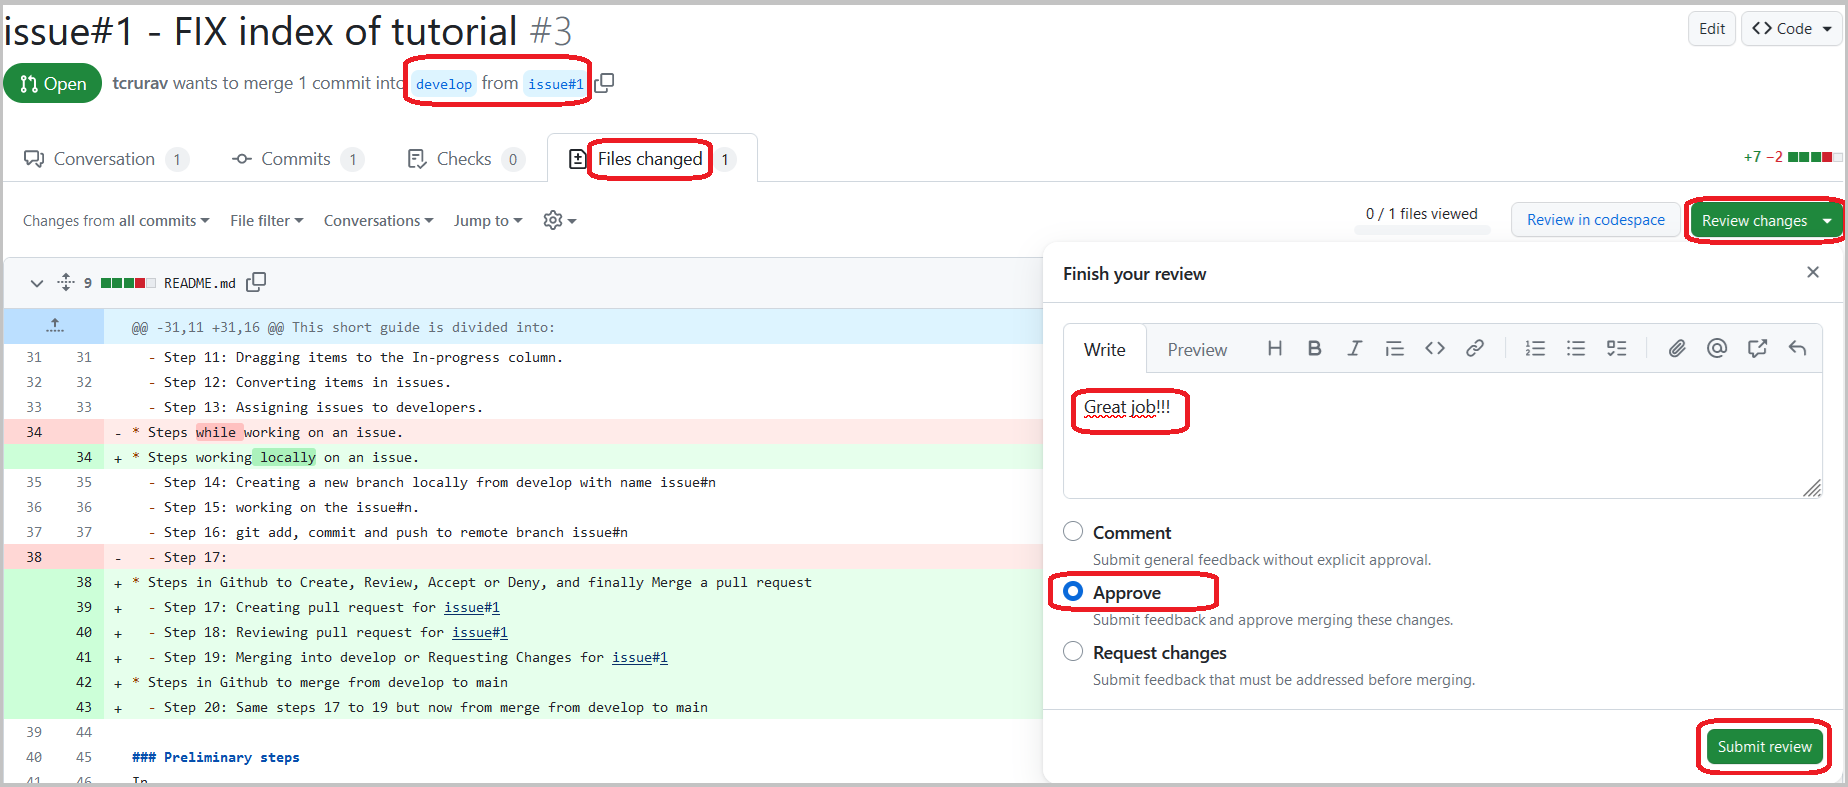 issue#1 - FIX index of tutorial #3
Edit
Code
Open
tcrurav wants to merge 1 commit into develop from issue#1
Conversation 1
Commits 1
Checks 0
Files changed 1
+7 −2
Changes from all commits
File filter
Conversations
Jump to
0 / 1 files viewed
Review in codespace
Review changes
9 README.md
@@ -31,11 +31,16 @@ This short guide is divided into:
31 31 - Step 11: Dragging items to the In-progress column.
32 32 - Step 12: Converting items in issues.
33 33 - Step 13: Assigning issues to developers.
34 - * Steps while working on an issue.
34 + * Steps working locally on an issue.
35 35 - Step 14: Creating a new branch locally from develop with name issue#n
36 36 - Step 15: working on the issue#n.
37 37 - Step 16: git add, commit and push to remote branch issue#n
38 - - Step 17:
38 + * Steps in Github to Create, Review, Accept or Deny, and finally Merge a pull request
39 + - Step 17: Creating pull request for issue#1
40 + - Step 18: Reviewing pull request for issue#1
41 + - Step 19: Merging into develop or Requesting Changes for issue#1
42 + * Steps in Github to merge from develop to main
43 + - Step 20: Same steps 17 to 19 but now from merge from develop to main
39 44
40 45 ### Preliminary steps
41 46 In
Finish your review
Write
Preview
Great job!!!
Comment
Submit general feedback without explicit approval.
Approve
Submit feedback and approve merging these changes.
Request changes
Submit feedback that must be addressed before merging.
Submit review